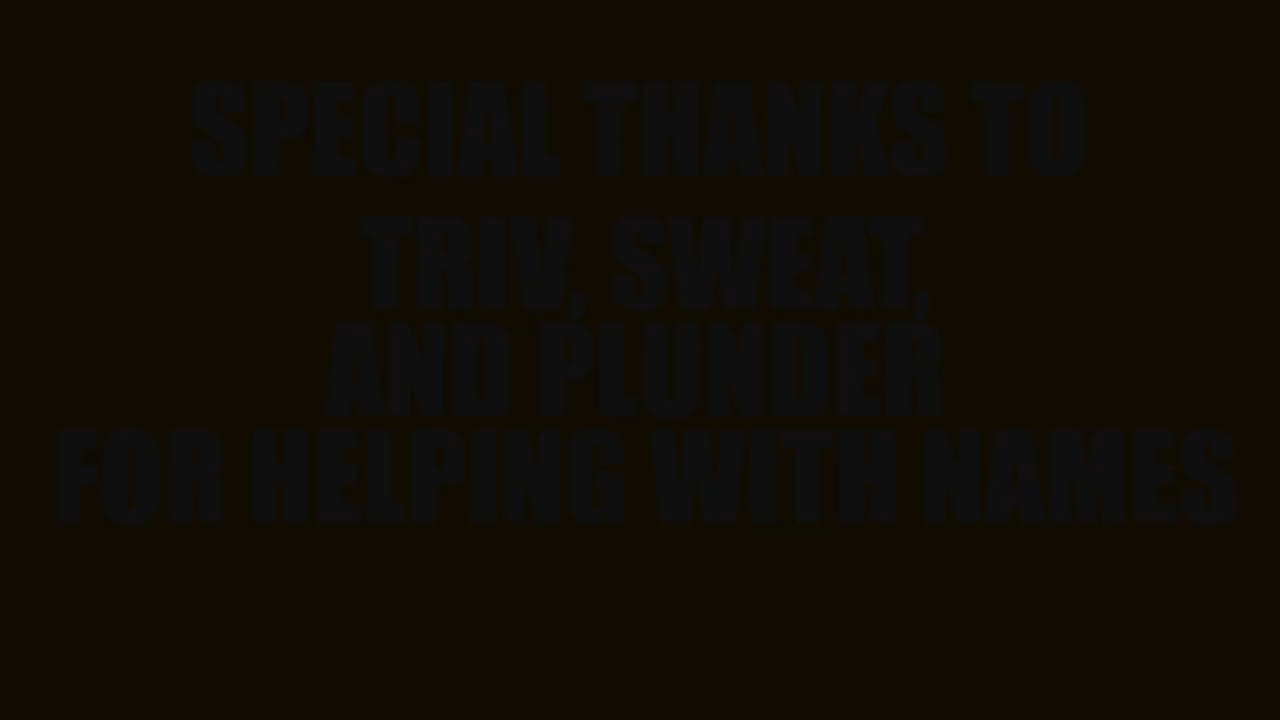 SPECIAL THANKS TO
TRIV, SWEAT,
AND PLUNDER
FOR HELPING WITH NAMES